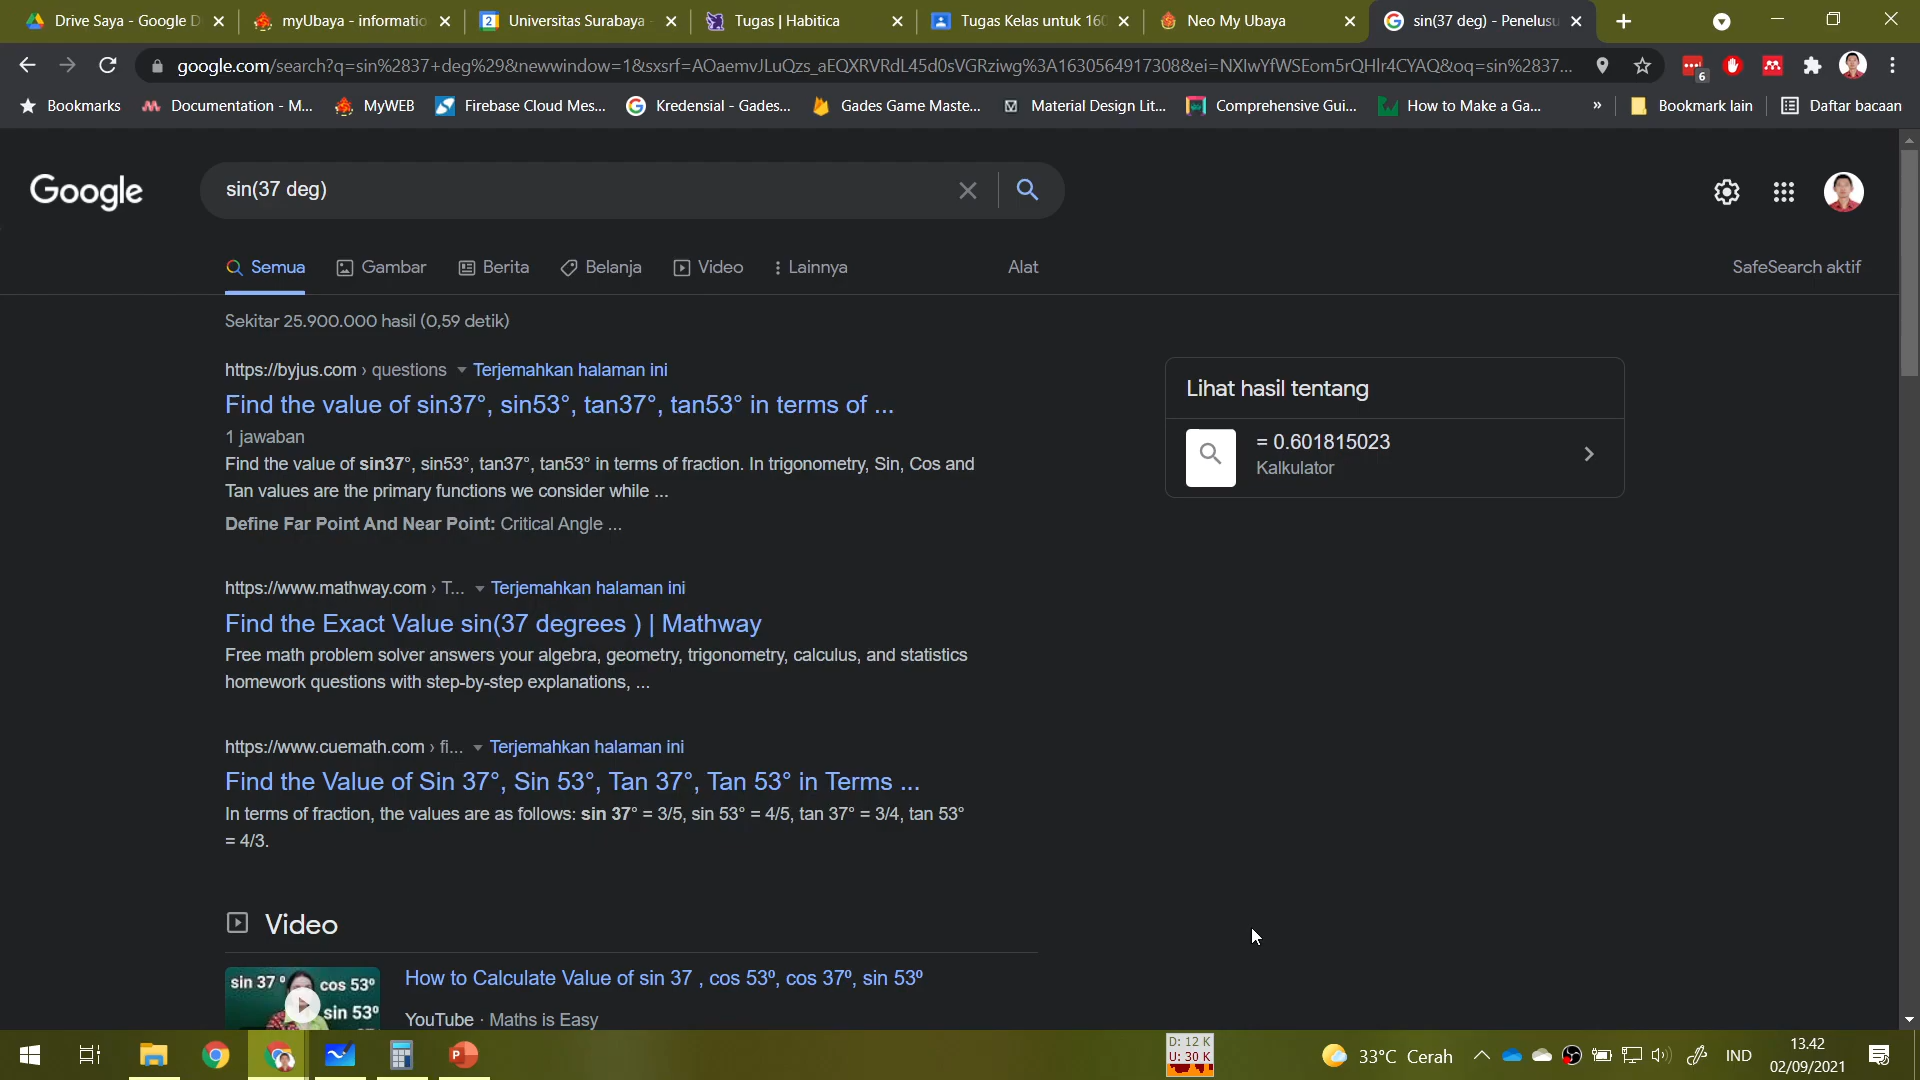 Drive Saya - Google D
myUbaya - informatio
2 Universitas Surabaya -
Tugas | Habitica
Tugas Kelas untuk 160
Neo My Ubaya
sin(37 deg) - Penelusu
google.com/search?q=sin%2837+deg%29&newwindow=1&sxsrf=AOaemvJLuQzs_aEQXRVRdL45d0sVGRziwg%3A1630564917308&ei=NXIwYfWSEom5rQHlr4CYAQ&oq=sin%2837...
6
Bookmarks
Documentation - M...
MyWEB
Firebase Cloud Mes...
Kredensial - Gades...
Gades Game Maste...
Material Design Lit...
Comprehensive Gui...
How to Make a Ga...
»
Bookmark lain
Daftar bacaan
Google
sin(37 deg)
Semua
Gambar
Berita
Belanja
Video
Lainnya
Alat
SafeSearch aktif
Sekitar 25.900.000 hasil (0,59 detik)
https://byjus.com › questions Terjemahkan halaman ini
Find the value of sin37°, sin53°, tan37°, tan53° in terms of ...
1 jawaban
Find the value of sin37°, sin53°, tan37°, tan53° in terms of fraction. In trigonometry, Sin, Cos and
Tan values are the primary functions we consider while ...
Define Far Point And Near Point: Critical Angle ...
Lihat hasil tentang
= 0.601815023
Kalkulator
https://www.mathway.com › T... Terjemahkan halaman ini
Find the Exact Value sin(37 degrees ) | Mathway
Free math problem solver answers your algebra, geometry, trigonometry, calculus, and statistics
homework questions with step-by-step explanations, ...
https://www.cuemath.com › fi... Terjemahkan halaman ini
Find the Value of Sin 37°, Sin 53°, Tan 37°, Tan 53° in Terms ...
In terms of fraction, the values are as follows: sin 37° = 3/5, sin 53° = 4/5, tan 37° = 3/4, tan 53°
= 4/3.
Video
sin 37° cos 53°
sin 53°
How to Calculate Value of sin 37 , cos 53º, cos 37º, sin 53º
YouTube · Maths is Easy
D: 12 K
U: 30 K
33°C Cerah
IND
13.42
02/09/2021